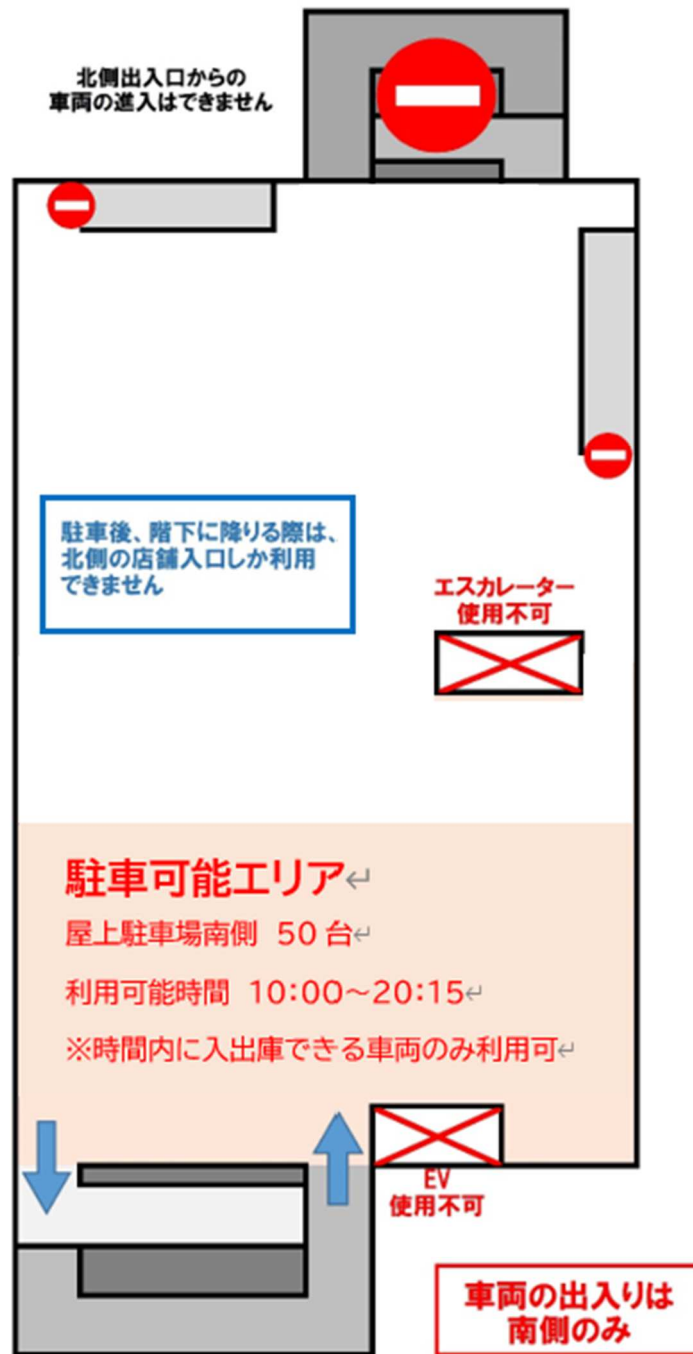 北側出入口からの
車両の進入はできません
駐車後、階下に降りる際は、
北側の店舗入口しか利用
できません
エスカレーター
使用不可
駐車可能エリア↵
屋上駐車場南側 50台↵
利用可能時間 10:00～20:15↵
※時間内に入出庫できる車両のみ利用可↵
EV
使用不可
車両の出入りは
南側のみ